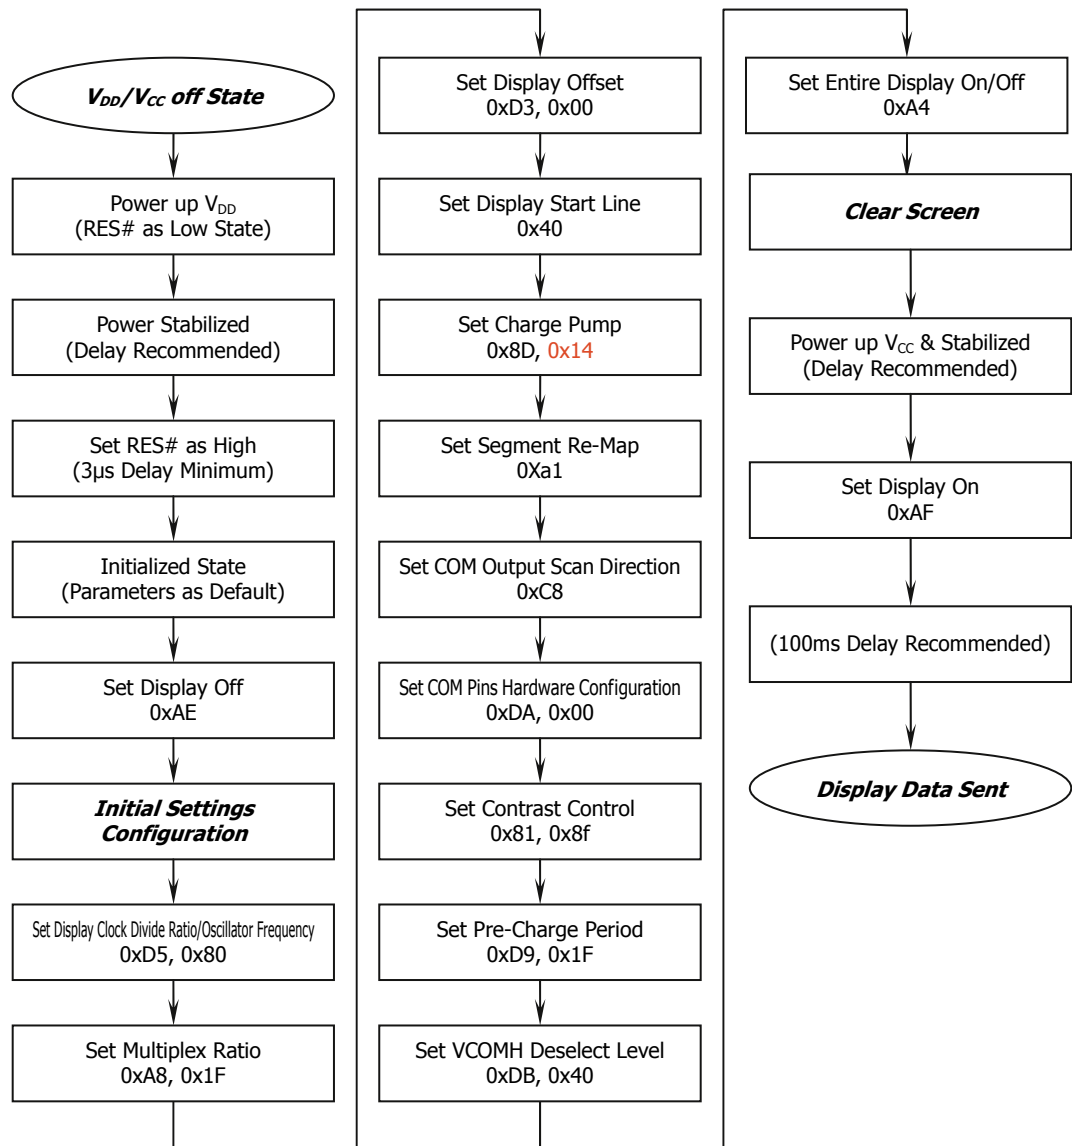 VDD/VCC off State
Power up VDD
(RES# as Low State)
Power Stabilized
(Delay Recommended)
Set RES# as High
(3µs Delay Minimum)
Initialized State
(Parameters as Default)
Set Display Off
0xAE
Initial Settings
Configuration
Set Display Clock Divide Ratio/Oscillator Frequency
0xD5, 0x80
Set Multiplex Ratio
0xA8, 0x1F
Set Display Offset
0xD3, 0x00
Set Display Start Line
0x40
Set Charge Pump
0x8D, 0x14
Set Segment Re-Map
0Xa1
Set COM Output Scan Direction
0xC8
Set COM Pins Hardware Configuration
0xDA, 0x00
Set Contrast Control
0x81, 0x8f
Set Pre-Charge Period
0xD9, 0x1F
Set VCOMH Deselect Level
0xDB, 0x40
Set Entire Display On/Off
0xA4
Clear Screen
Power up VCC & Stabilized
(Delay Recommended)
Set Display On
0xAF
(100ms Delay Recommended)
Display Data Sent